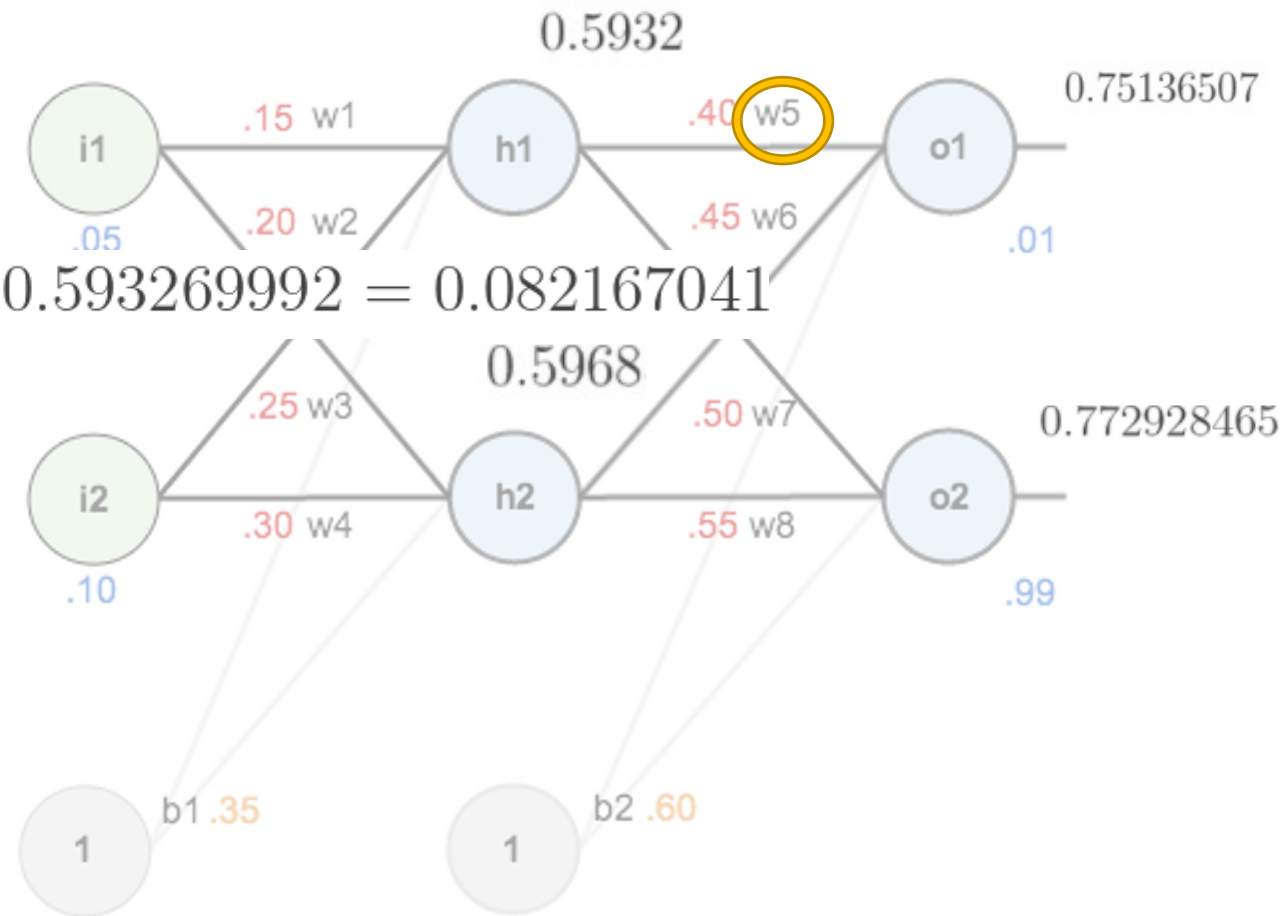 0.5932
0.75136507
.15 w1
.40 w5
i1
h1
o1
.20 w2
.45 w6
.05
.01
0.593269992 = 0.082167041
0.5968
.25 w3
.50 w7
0.772928465
i2
h2
o2
.30 w4
.55 w8
.10
.99
b1 .35
b2 .60
1
1